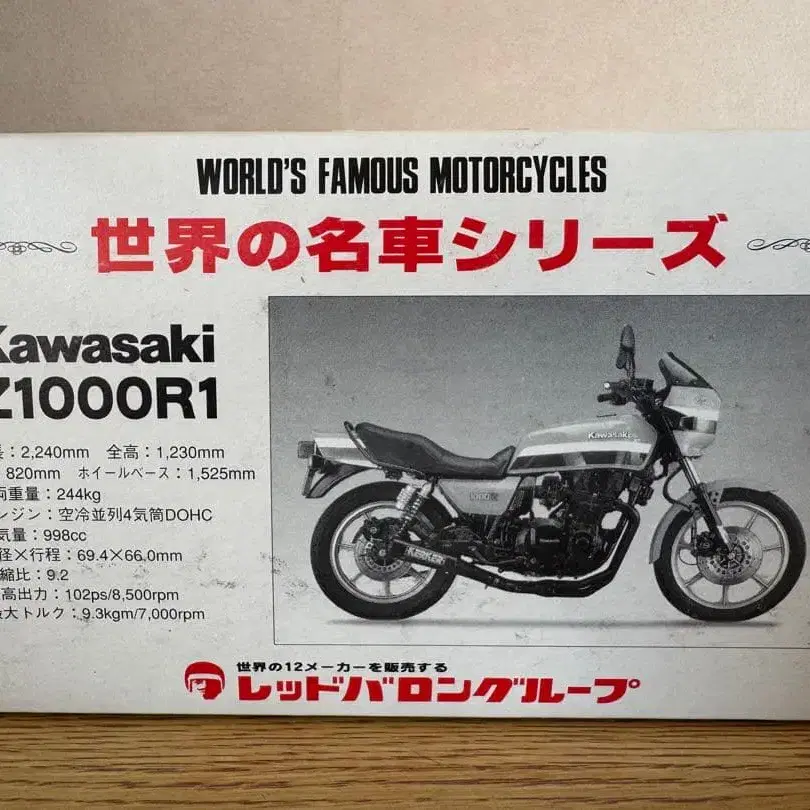 WORLD'S FAMOUS MOTORCYCLES
世界の名車シリーズ
Kawasaki
Z1000R1
長：2,240mm 全高：1,230mm
：820mm ホイールベース：1,525mm
両重量：244kg
ンジン：空冷並列4気筒DOHC
気量：998cc
径×行程：69.4×66.0mm
縮比：9.2
高出力：102ps/8,500rpm
最大トルク：9.3kgm/7,000rpm
Kawasaki
1000R
KERKER
世界の12メーカーを販売する
レッドバロングループ